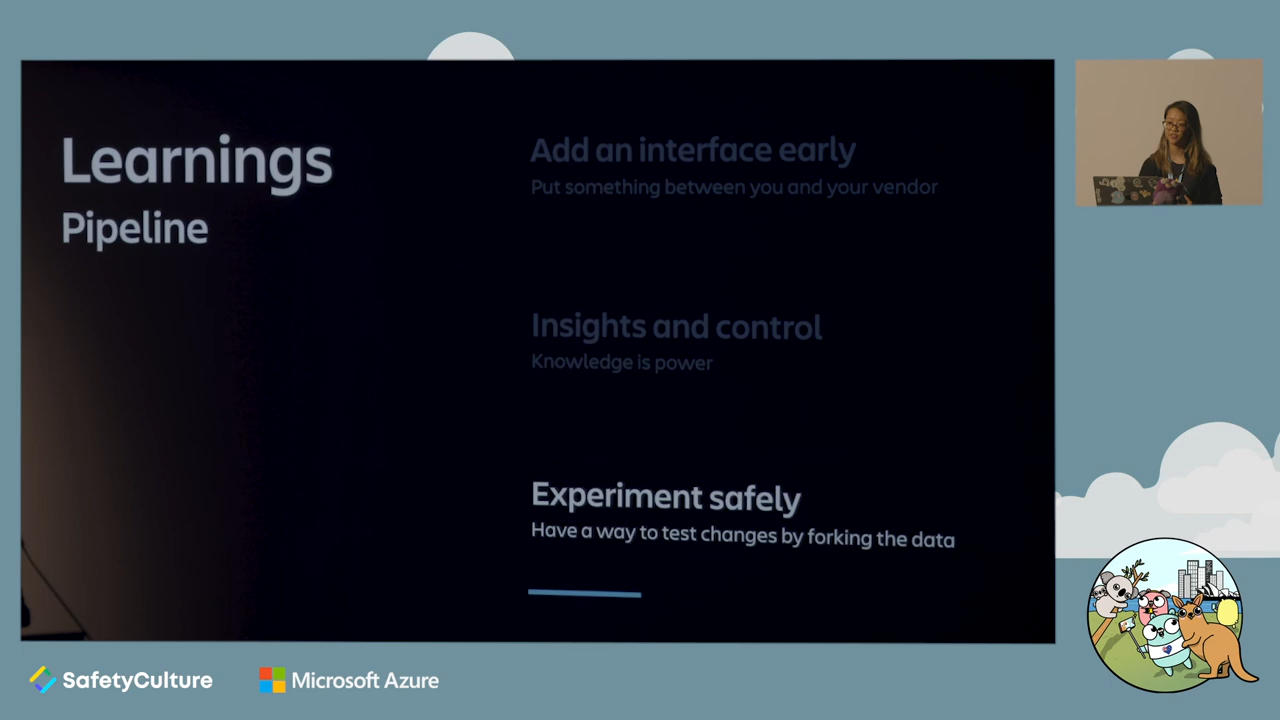 Learnings
Pipeline
Add an interface early
Put something between you and your vendor
Insights and control
Knowledge is power
Experiment safely
Have a way to test changes by forking the data
SafetyCulture
Microsoft Azure